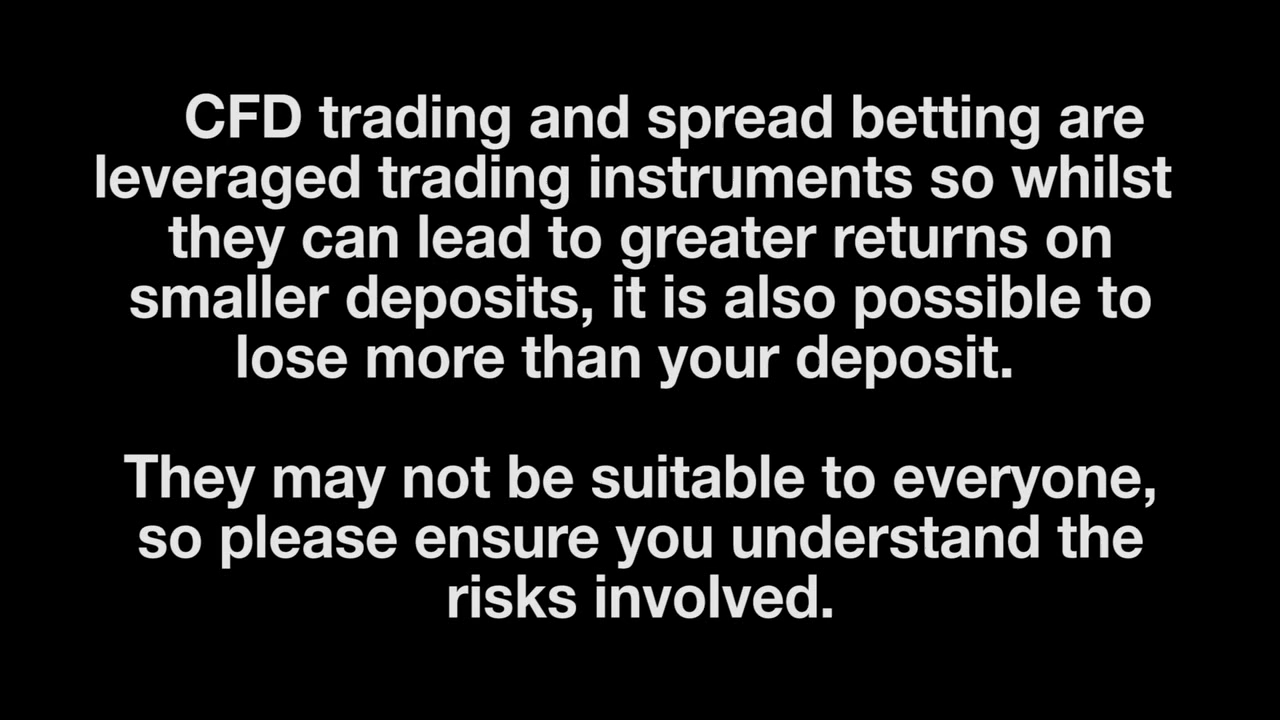 CFD trading and spread betting are
leveraged trading instruments so whilst
they can lead to greater returns on
smaller deposits, it is also possible to
lose more than your deposit.
They may not be suitable to everyone,
so please ensure you understand the
risks involved.